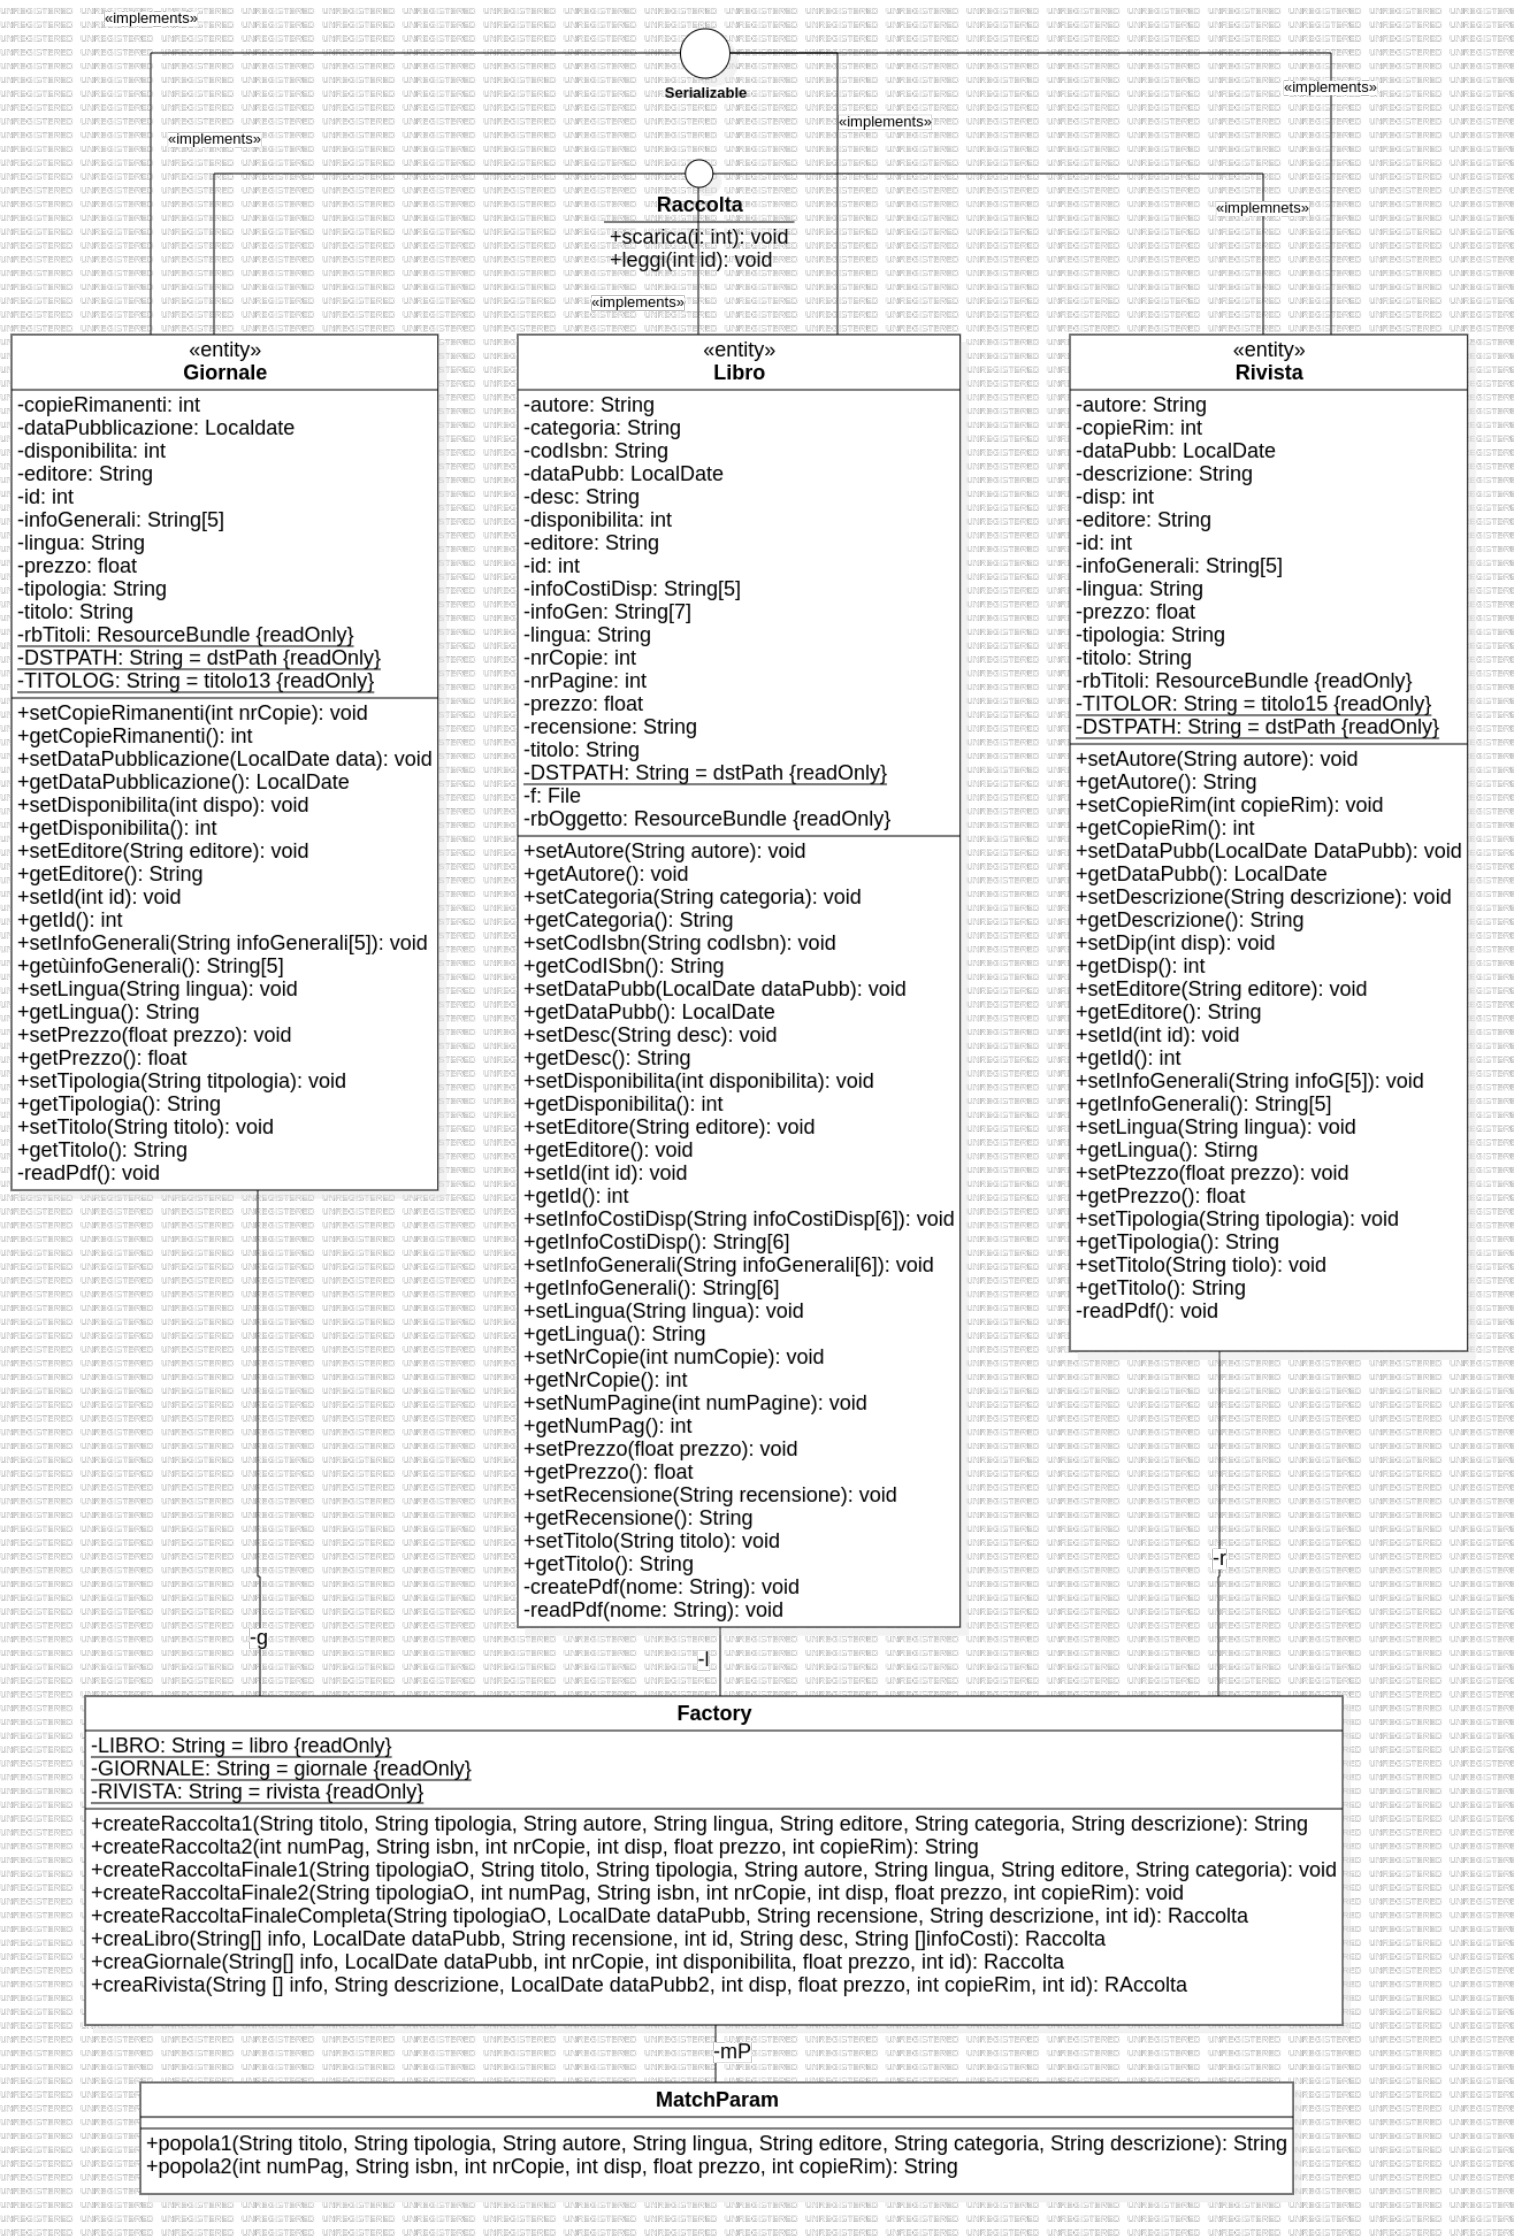 «implements»
Serializable
«implements»
«implements»
«implements»
Raccolta
+scarica(i: int): void
+leggi(int id): void
«implemnets»
«implements»
«entity»
Giornale
-copieRimanenti: int
-dataPubblicazione: Localdate
-disponibilita: int
-editore: String
-id: int
-infoGenerali: String[5]
-lingua: String
-prezzo: float
-tipologia: String
-titolo: String
-rbTitoli: ResourceBundle {readOnly}
-DSTPATH: String = dstPath {readOnly}
-TITOLOG: String = titolo13 {readOnly}
+setCopieRimanenti(int nrCopie): void
+getCopieRimanenti(): int
+setDataPubblicazione(LocalDate data): void
+getDataPubblicazione(): LocalDate
+setDisponibilita(int dispo): void
+getDisponibilita(): int
+setEditore(String editore): void
+getEditore(): String
+setId(int id): void
+getId(): int
+setInfoGenerali(String infoGenerali[5]): void
+getùinfoGenerali(): String[5]
+setLingua(String lingua): void
+getLingua(): String
+setPrezzo(float prezzo): void
+getPrezzo(): float
+setTipologia(String titpologia): void
+getTipologia(): String
+setTitolo(String titolo): void
+getTitolo(): String
-readPdf(): void
«entity»
Libro
-autore: String
-categoria: String
-codIsbn: String
-dataPubb: LocalDate
-desc: String
-disponibilita: int
-editore: String
-id: int
-infoCostiDisp: String[5]
-infoGen: String[7]
-lingua: String
-nrCopie: int
-nrPagine: int
-prezzo: float
-recensione: String
-titolo: String
-DSTPATH: String = dstPath {readOnly}
-f: File
-rbOggetto: ResourceBundle {readOnly}
+setAutore(String autore): void
+getAutore(): void
+setCategoria(String categoria): void
+getCategoria(): String
+setCodIsbn(String codIsbn): void
+getCodISbn(): String
+setDataPubb(LocalDate dataPubb): void
+getDataPubb(): LocalDate
+setDesc(String desc): void
+getDesc(): String
+setDisponibilita(int disponibilita): void
+getDisponibilita(): int
+setEditore(String editore): void
+getEditore(): void
+setId(int id): void
+getId(): int
+setInfoCostiDisp(String infoCostiDisp[6]): void
+getInfoCostiDisp(): String[6]
+setInfoGenerali(String infoGenerali[6]): void
+getInfoGenerali(): String[6]
+setLingua(String lingua): void
+getLingua(): String
+setNrCopie(int numCopie): void
+getNrCopie(): int
+setNumPagine(int numPagine): void
+getNumPag(): int
+setPrezzo(float prezzo): void
+getPrezzo(): float
+setRecensione(String recensione): void
+getRecensione(): String
+setTitolo(String titolo): void
+getTitolo(): String
-createPdf(nome: String): void
-readPdf(nome: String): void
«entity»
Rivista
-autore: String
-copieRim: int
-dataPubb: LocalDate
-descrizione: String
-disp: int
-editore: String
-id: int
-infoGenerali: String[5]
-lingua: String
-prezzo: float
-tipologia: String
-titolo: String
-rbTitoli: ResourceBundle {readOnly}
-TITOLOR: String = titolo15 {readOnly}
-DSTPATH: String = dstPath {readOnly}
+setAutore(String autore): void
+getAutore(): String
+setCopieRim(int copieRim): void
+getCopieRim(): int
+setDataPubb(LocalDate DataPubb): void
+getDataPubb(): LocalDate
+setDescrizione(String descrizione): void
+getDescrizione(): String
+setDip(int disp): void
+getDisp(): int
+setEditore(String editore): void
+getEditore(): String
+setId(int id): void
+getId(): int
+setInfoGenerali(String infoG[5]): void
+getInfoGenerali(): String[5]
+setLingua(String lingua): void
+getLingua(): Stirng
+setPtezzo(float prezzo): void
+getPrezzo(): float
+setTipologia(String tipologia): void
+getTipologia(): String
+setTitolo(String tiolo): void
+getTitolo(): String
-readPdf(): void
-g
-l
-r
Factory
-LIBRO: String = libro {readOnly}
-GIORNALE: String = giornale {readOnly}
-RIVISTA: String = rivista {readOnly}
+createRaccolta1(String titolo, String tipologia, String autore, String lingua, String editore, String categoria, String descrizione): String
+createRaccolta2(int numPag, String isbn, int nrCopie, int disp, float prezzo, int copieRim): String
+createRaccoltaFinale1(String tipologiaO, String titolo, String tipologia, String autore, String lingua, String editore, String categoria): void
+createRaccoltaFinale2(String tipologiaO, int numPag, String isbn, int nrCopie, int disp, float prezzo, int copieRim): void
+createRaccoltaFinaleCompleta(String tipologiaO, LocalDate dataPubb, String recensione, String descrizione, int id): Raccolta
+creaLibro(String[] info, LocalDate dataPubb, String recensione, int id, String desc, String []infoCosti): Raccolta
+creaGiornale(String[] info, LocalDate dataPubb, int nrCopie, int disponibilita, float prezzo, int id): Raccolta
+creaRivista(String [] info, String descrizione, LocalDate dataPubb2, int disp, float prezzo, int copieRim, int id): RAccolta
-mP
MatchParam
+popola1(String titolo, String tipologia, String autore, String lingua, String editore, String categoria, String descrizione): String
+popola2(int numPag, String isbn, int nrCopie, int disp, float prezzo, int copieRim): String